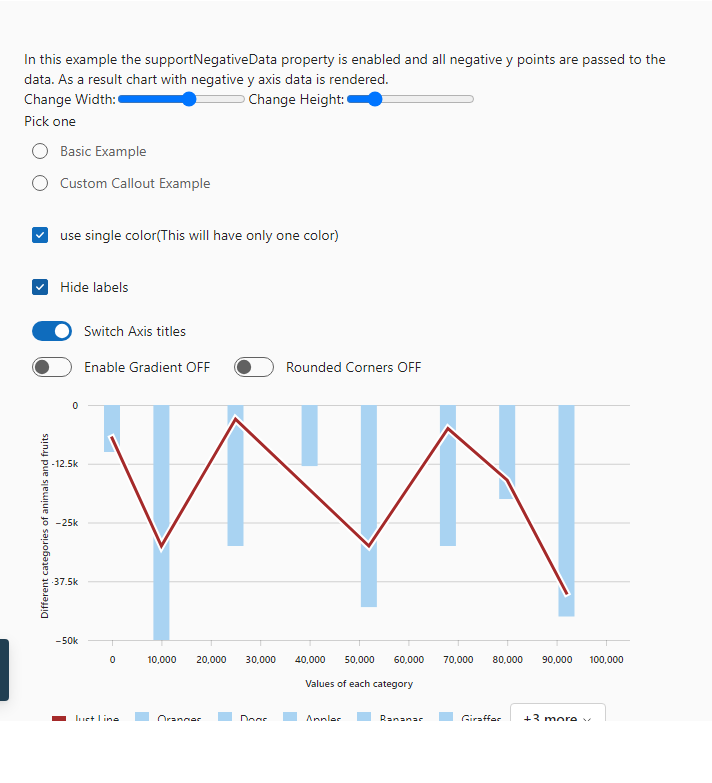 In this example the supportNegativeData property is enabled and all negative y points are passed to the
data. As a result chart with negative y axis data is rendered.
Change Width: Change Height:
Pick one
Basic Example
Custom Callout Example
use single color(This will have only one color)
Hide labels
Switch Axis titles
Enable Gradient OFF Rounded Corners OFF
Different categories of animals and fruits
0
-12.5k
−25k
-37.5k
−50k
0 10,000 20,000 30,000 40,000 50,000 60,000 70,000 80,000 90,000 100,000
Values of each category
Just Line Oranges Dogs Apples Bananas Giraffes +3 more